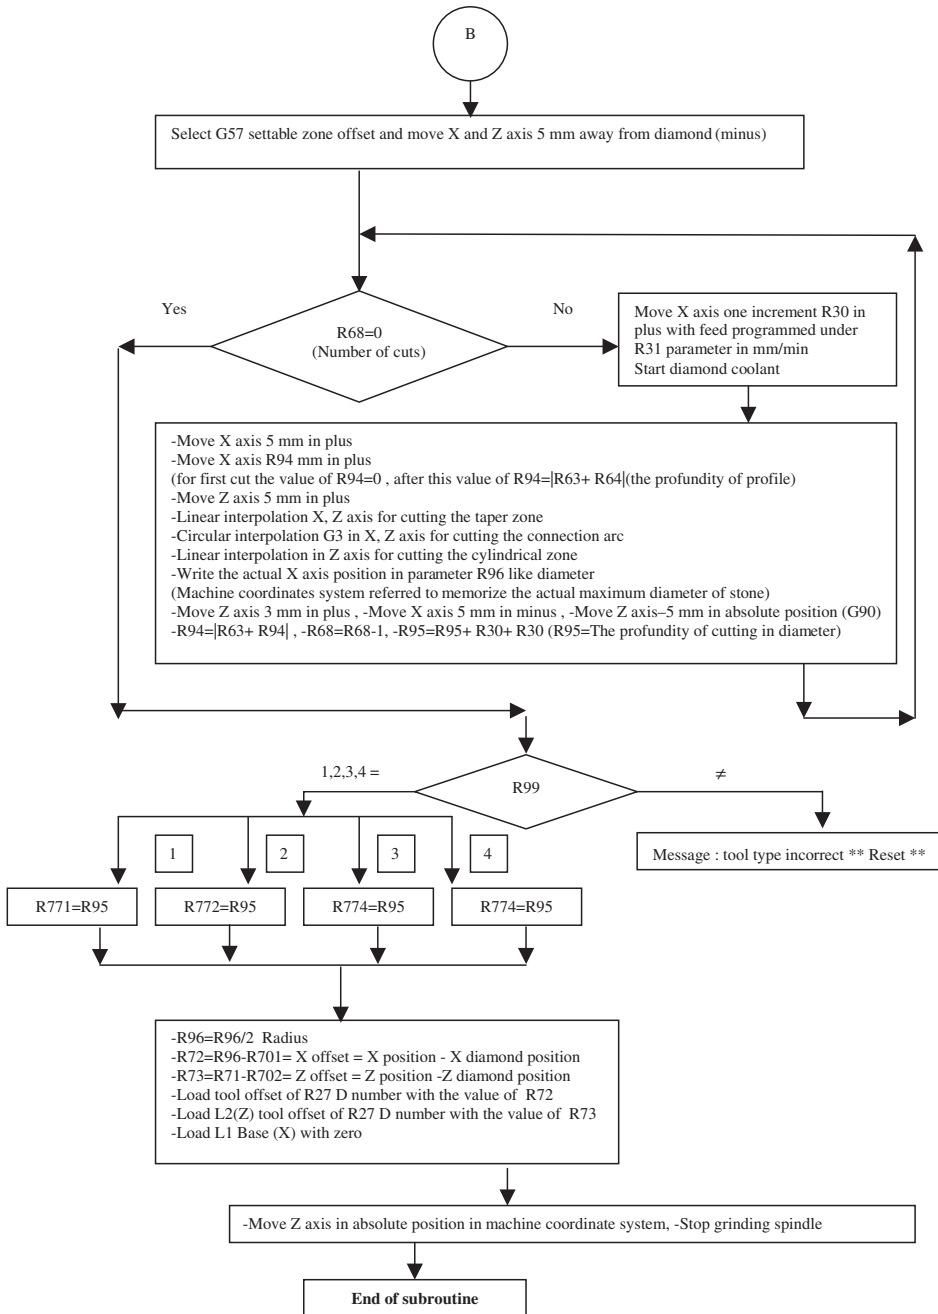 B
Select G57 settable zone offset and move X and Z axis 5 mm away from diamond (minus)
Yes
R68=0
(Number of cuts)
No
Move X axis one increment R30 in
plus with feed programmed under
R31 parameter in mm/min
Start diamond coolant
-Move X axis 5 mm in plus
-Move X axis R94 mm in plus
(for first cut the value of R94=0 , after this value of R94=|R63+ R64|(the profundity of profile)
-Move Z axis 5 mm in plus
-Linear interpolation X, Z axis for cutting the taper zone
-Circular interpolation G3 in X, Z axis for cutting the connection arc
-Linear interpolation in Z axis for cutting the cylindrical zone
-Write the actual X axis position in parameter R96 like diameter
(Machine coordinates system referred to memorize the actual maximum diameter of stone)
-Move Z axis 3 mm in plus , -Move X axis 5 mm in minus , -Move Z axis–5 mm in absolute position (G90)
-R94=|R63+ R94| , -R68=R68-1, -R95=R95+ R30+ R30 (R95=The profundity of cutting in diameter)
1,2,3,4 =
R99
≠
Message : tool type incorrect ** Reset **
1
2
3
4
R771=R95
R772=R95
R774=R95
R774=R95
-R96=R96/2 Radius
-R72=R96-R701= X offset = X position - X diamond position
-R73=R71-R702= Z offset = Z position -Z diamond position
-Load tool offset of R27 D number with the value of R72
-Load L2(Z) tool offset of R27 D number with the value of R73
-Load L1 Base (X) with zero
-Move Z axis in absolute position in machine coordinate system, -Stop grinding spindle
End of subroutine